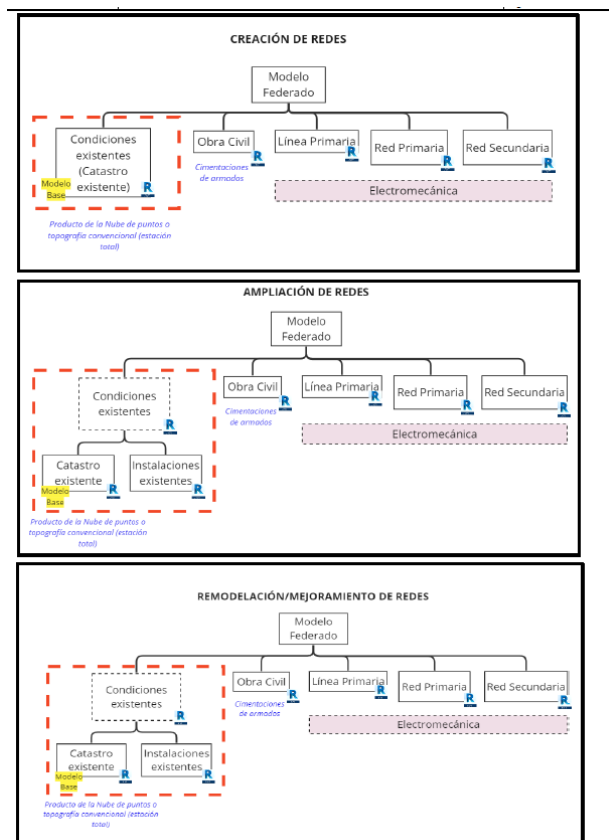 CREACIÓN DE REDES
Modelo
Federado
Condiciones
existentes
(Catastro
existente)
Modelo
Base
R
Obra Civil
R
Línea Primaria
R
Red Primaria
R
Red Secundaria
R
Cimentaciones
de armados
Electromecánica
Producto de la Nube de puntos o
topografía convencional (estación
total)
AMPLIACIÓN DE REDES
Modelo
Federado
Condiciones
existentes
R
Obra Civil
R
Línea Primaria
R
Red Primaria
R
Red Secundaria
R
Cimentaciones
de armados
Electromecánica
Catastro
existente
Modelo
Base
R
Instalaciones
existentes
R
Producto de la Nube de puntos o
topografía convencional (estación
total)
REMODELACIÓN/MEJORAMIENTO DE REDES
Modelo
Federado
Condiciones
existentes
R
Obra Civil
R
Línea Primaria
R
Red Primaria
R
Red Secundaria
R
Cimentaciones
de armados
Electromecánica
Catastro
existente
Modelo
Base
R
Instalaciones
existentes
R
Producto de la Nube de puntos o
topografía convencional (estación
total)